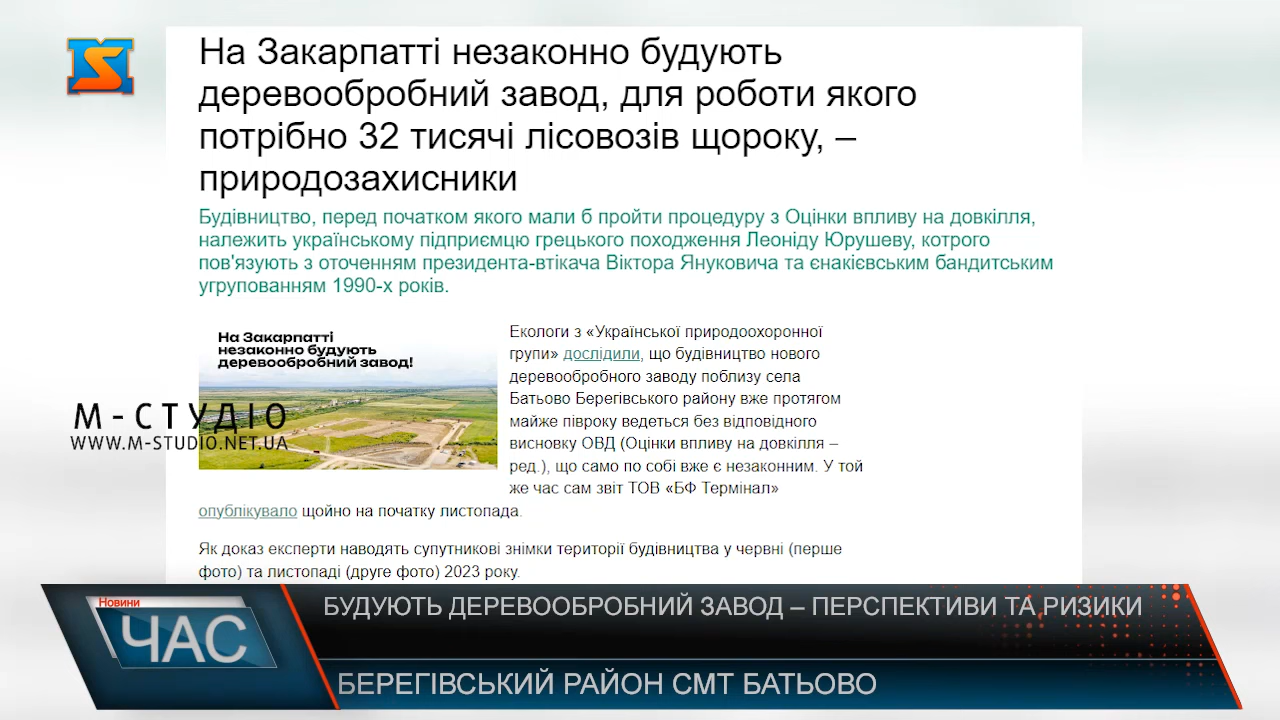 На Закарпатті незаконно будують
деревообробний завод, для роботи якого
потрібно 32 тисячі лісовозів щороку, –
природозахисники
Будівництво, перед початком якого мали б пройти процедуру з Оцінки впливу на довкілля,
належить українському підприємцю грецького походження Леоніду Юрушеву, котрого
пов'язують з оточенням президента-втікача Віктора Януковича та єнакієвським бандитським
угрупованням 1990-х років.
На Закарпатті
незаконно будують
деревообробний завод!
Екологи з «Української природоохоронної
групи» дослідили, що будівництво нового
деревообробного заводу поблизу села
Батьово Берегівського району вже протягом
майже півроку ведеться без відповідного
висновку ОВД (Оцінки впливу на довкілля –
ред.), що само по собі вже є незаконним. У той
же час сам звіт ТОВ «БФ Термінал»
опублікувало щойно на початку листопада.
Як доказ експерти наводять супутникові знімки території будівництва у червні (перше
фото) та листопаді (друге фото) 2023 року.
М-СТУДІО
WWW.M-STUDIO.NET.UA
Новини
ЧАС
БУДУЮТЬ ДЕРЕВООБРОБНИЙ ЗАВОД – ПЕРСПЕКТИВИ ТА РИЗИКИ
БЕРЕГІВСЬКИЙ РАЙОН СМТ БАТЬОВО